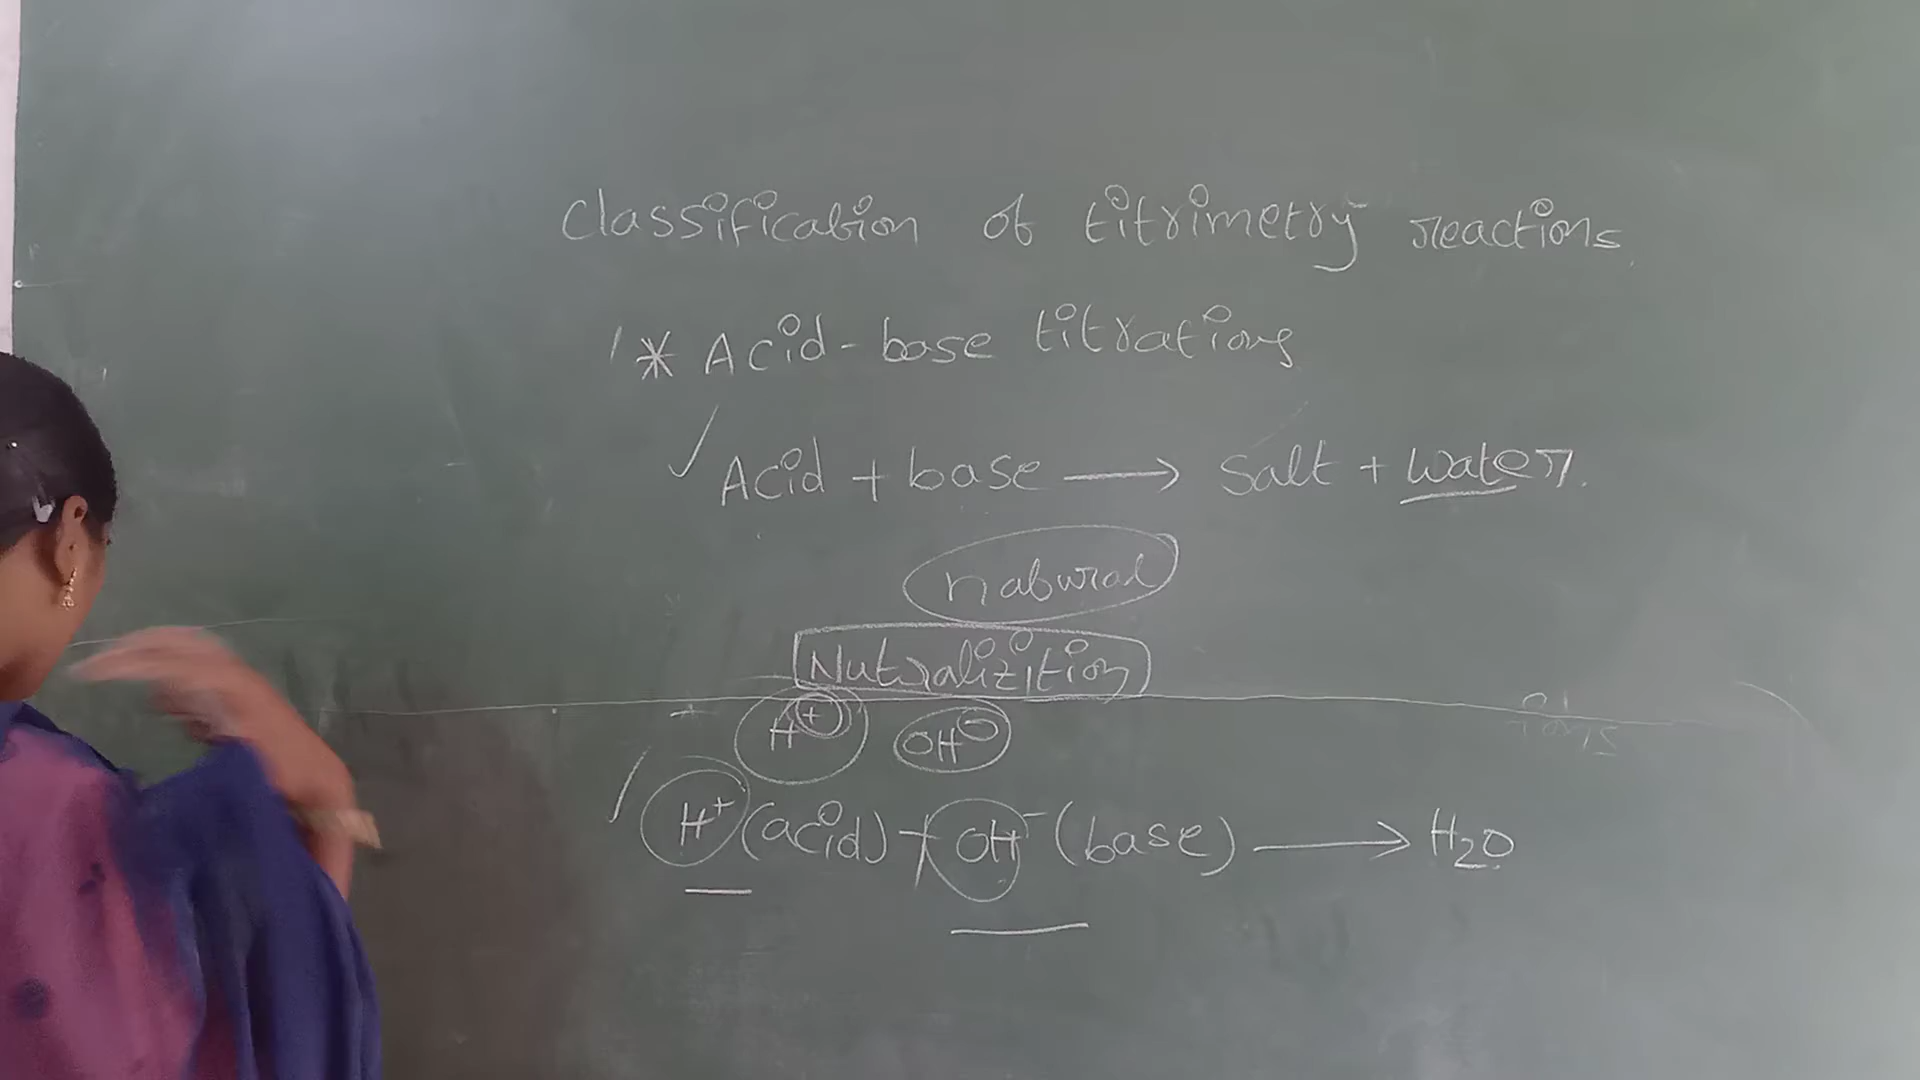 Classification of titrimetry reactions.
* Acid-base titrations
Acid + base ⟶ Salt + water.
natural
Nutralizition
H⊕ OH⊖
H⁺ (acid) + OH⁻ (base) ⟶ H₂O